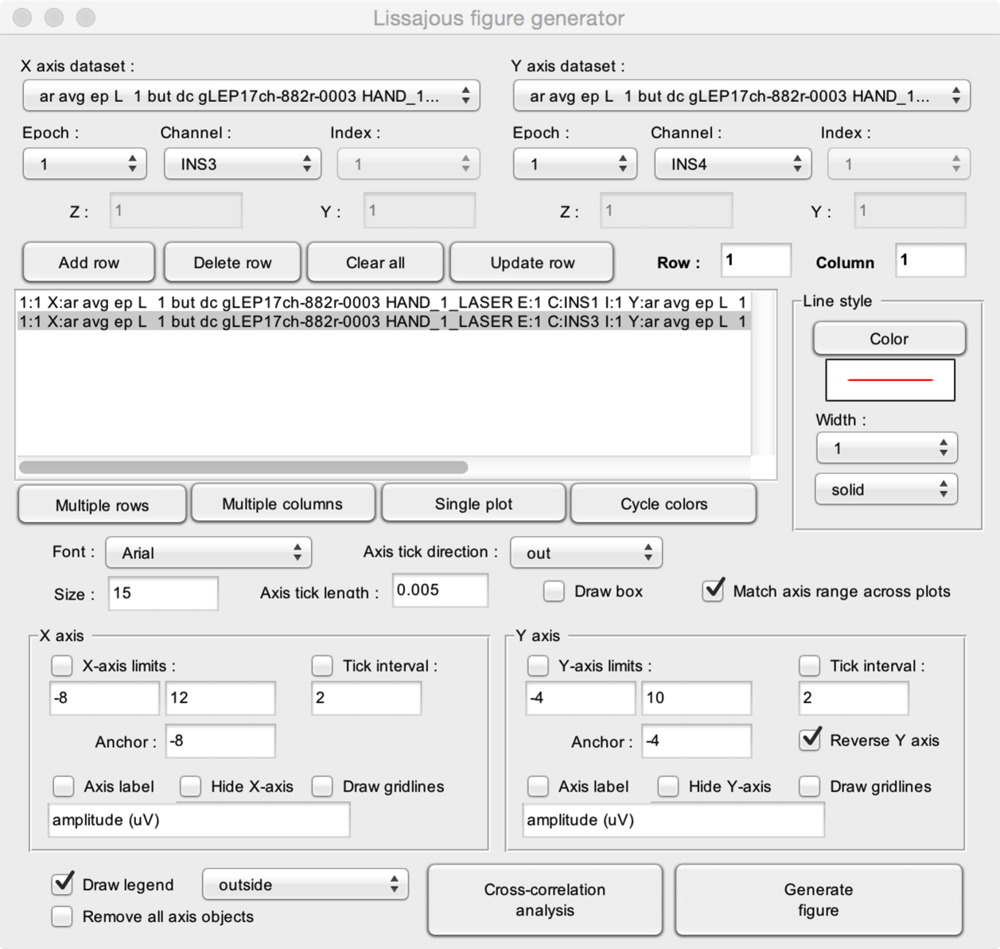 Lissajous figure generator
X axis dataset : Y axis dataset :
ar avg ep L 1 but dc gLEP17ch-882r-0003 HAND_1... ar avg ep L 1 but dc gLEP17ch-882r-0003 HAND_1...
Epoch : Channel : Index : Epoch : Channel : Index :
1 INS3 1 1 INS4 1
Z : 1 Y : 1 Z : 1 Y : 1
Add row Delete row Clear all Update row Row : 1 Column 1
1:1 X:ar avg ep L 1 but dc gLEP17ch-882r-0003 HAND_1_LASER E:1 C:INS1 I:1 Y:ar avg ep L 1
1:1 X:ar avg ep L 1 but dc gLEP17ch-882r-0003 HAND_1_LASER E:1 C:INS3 I:1 Y:ar avg ep L 1
Line style
Color
Width :
1
solid
Multiple rows Multiple columns Single plot Cycle colors
Font : Arial Axis tick direction : out
Size : 15 Axis tick length : 0.005 Draw box Match axis range across plots
X axis Y axis
X-axis limits : Tick interval : Y-axis limits : Tick interval :
-8 12 2 -4 10 2
Anchor : -8 Anchor : -4 Reverse Y axis
Axis label Hide X-axis Draw gridlines Axis label Hide Y-axis Draw gridlines
amplitude (uV) amplitude (uV)
Draw legend outside
Remove all axis objects
Cross-correlation
analysis
Generate
figure